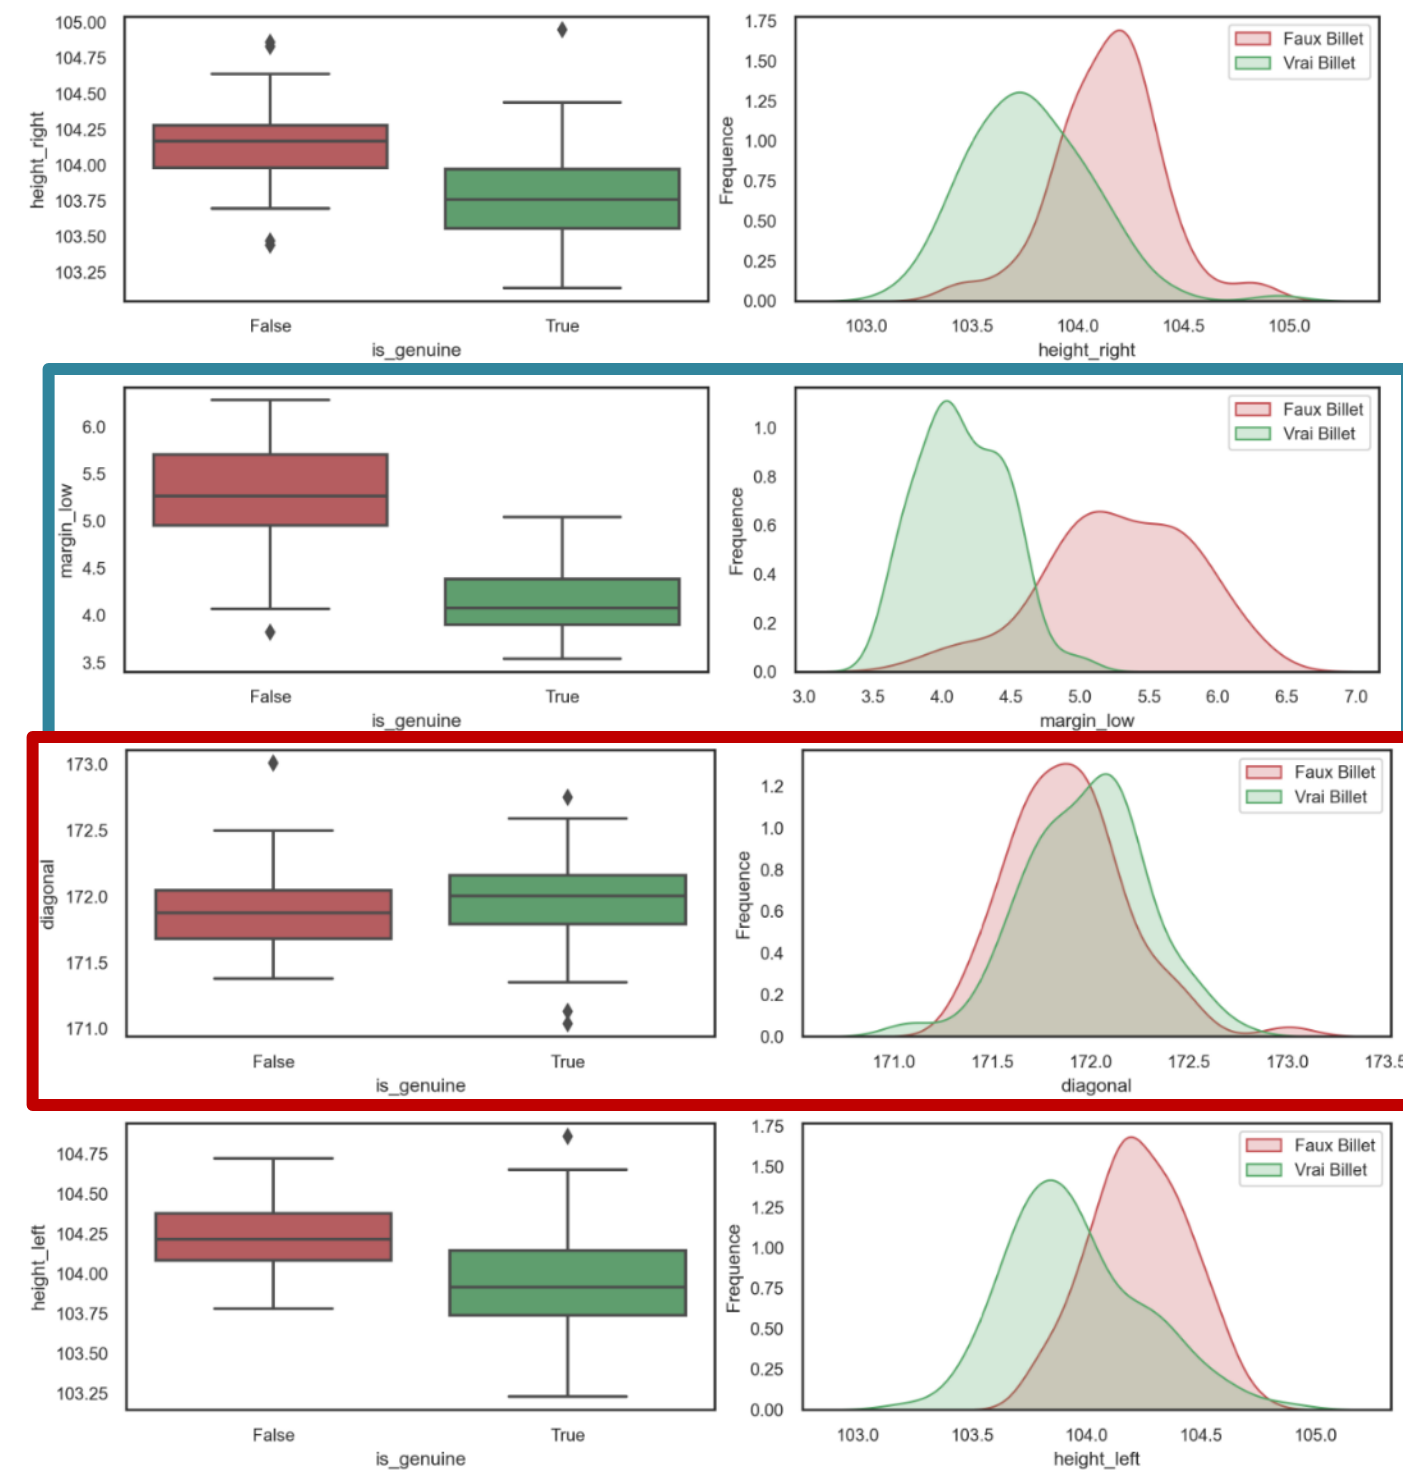 105.00
104.75
104.50
104.25
104.00
103.75
103.50
103.25
height_right
False
True
is_genuine
1.75
1.50
1.25
1.00
0.75
0.50
0.25
0.00
Frequence
Faux Billet
Vrai Billet
103.0 103.5 104.0 104.5 105.0
height_right
6.0
5.5
5.0
4.5
4.0
3.5
margin_low
False
True
is_genuine
1.0
0.8
0.6
0.4
0.2
0.0
Frequence
Faux Billet
Vrai Billet
3.0 3.5 4.0 4.5 5.0 5.5 6.0 6.5 7.0
margin_low
173.0
172.5
172.0
171.5
171.0
diagonal
False
True
is_genuine
1.2
1.0
0.8
0.6
0.4
0.2
0.0
Frequence
Faux Billet
Vrai Billet
171.0 171.5 172.0 172.5 173.0 173.5
diagonal
104.75
104.50
104.25
104.00
103.75
103.50
103.25
height_left
False
True
is_genuine
1.75
1.50
1.25
1.00
0.75
0.50
0.25
0.00
Frequence
Faux Billet
Vrai Billet
103.0 103.5 104.0 104.5 105.0
height_left